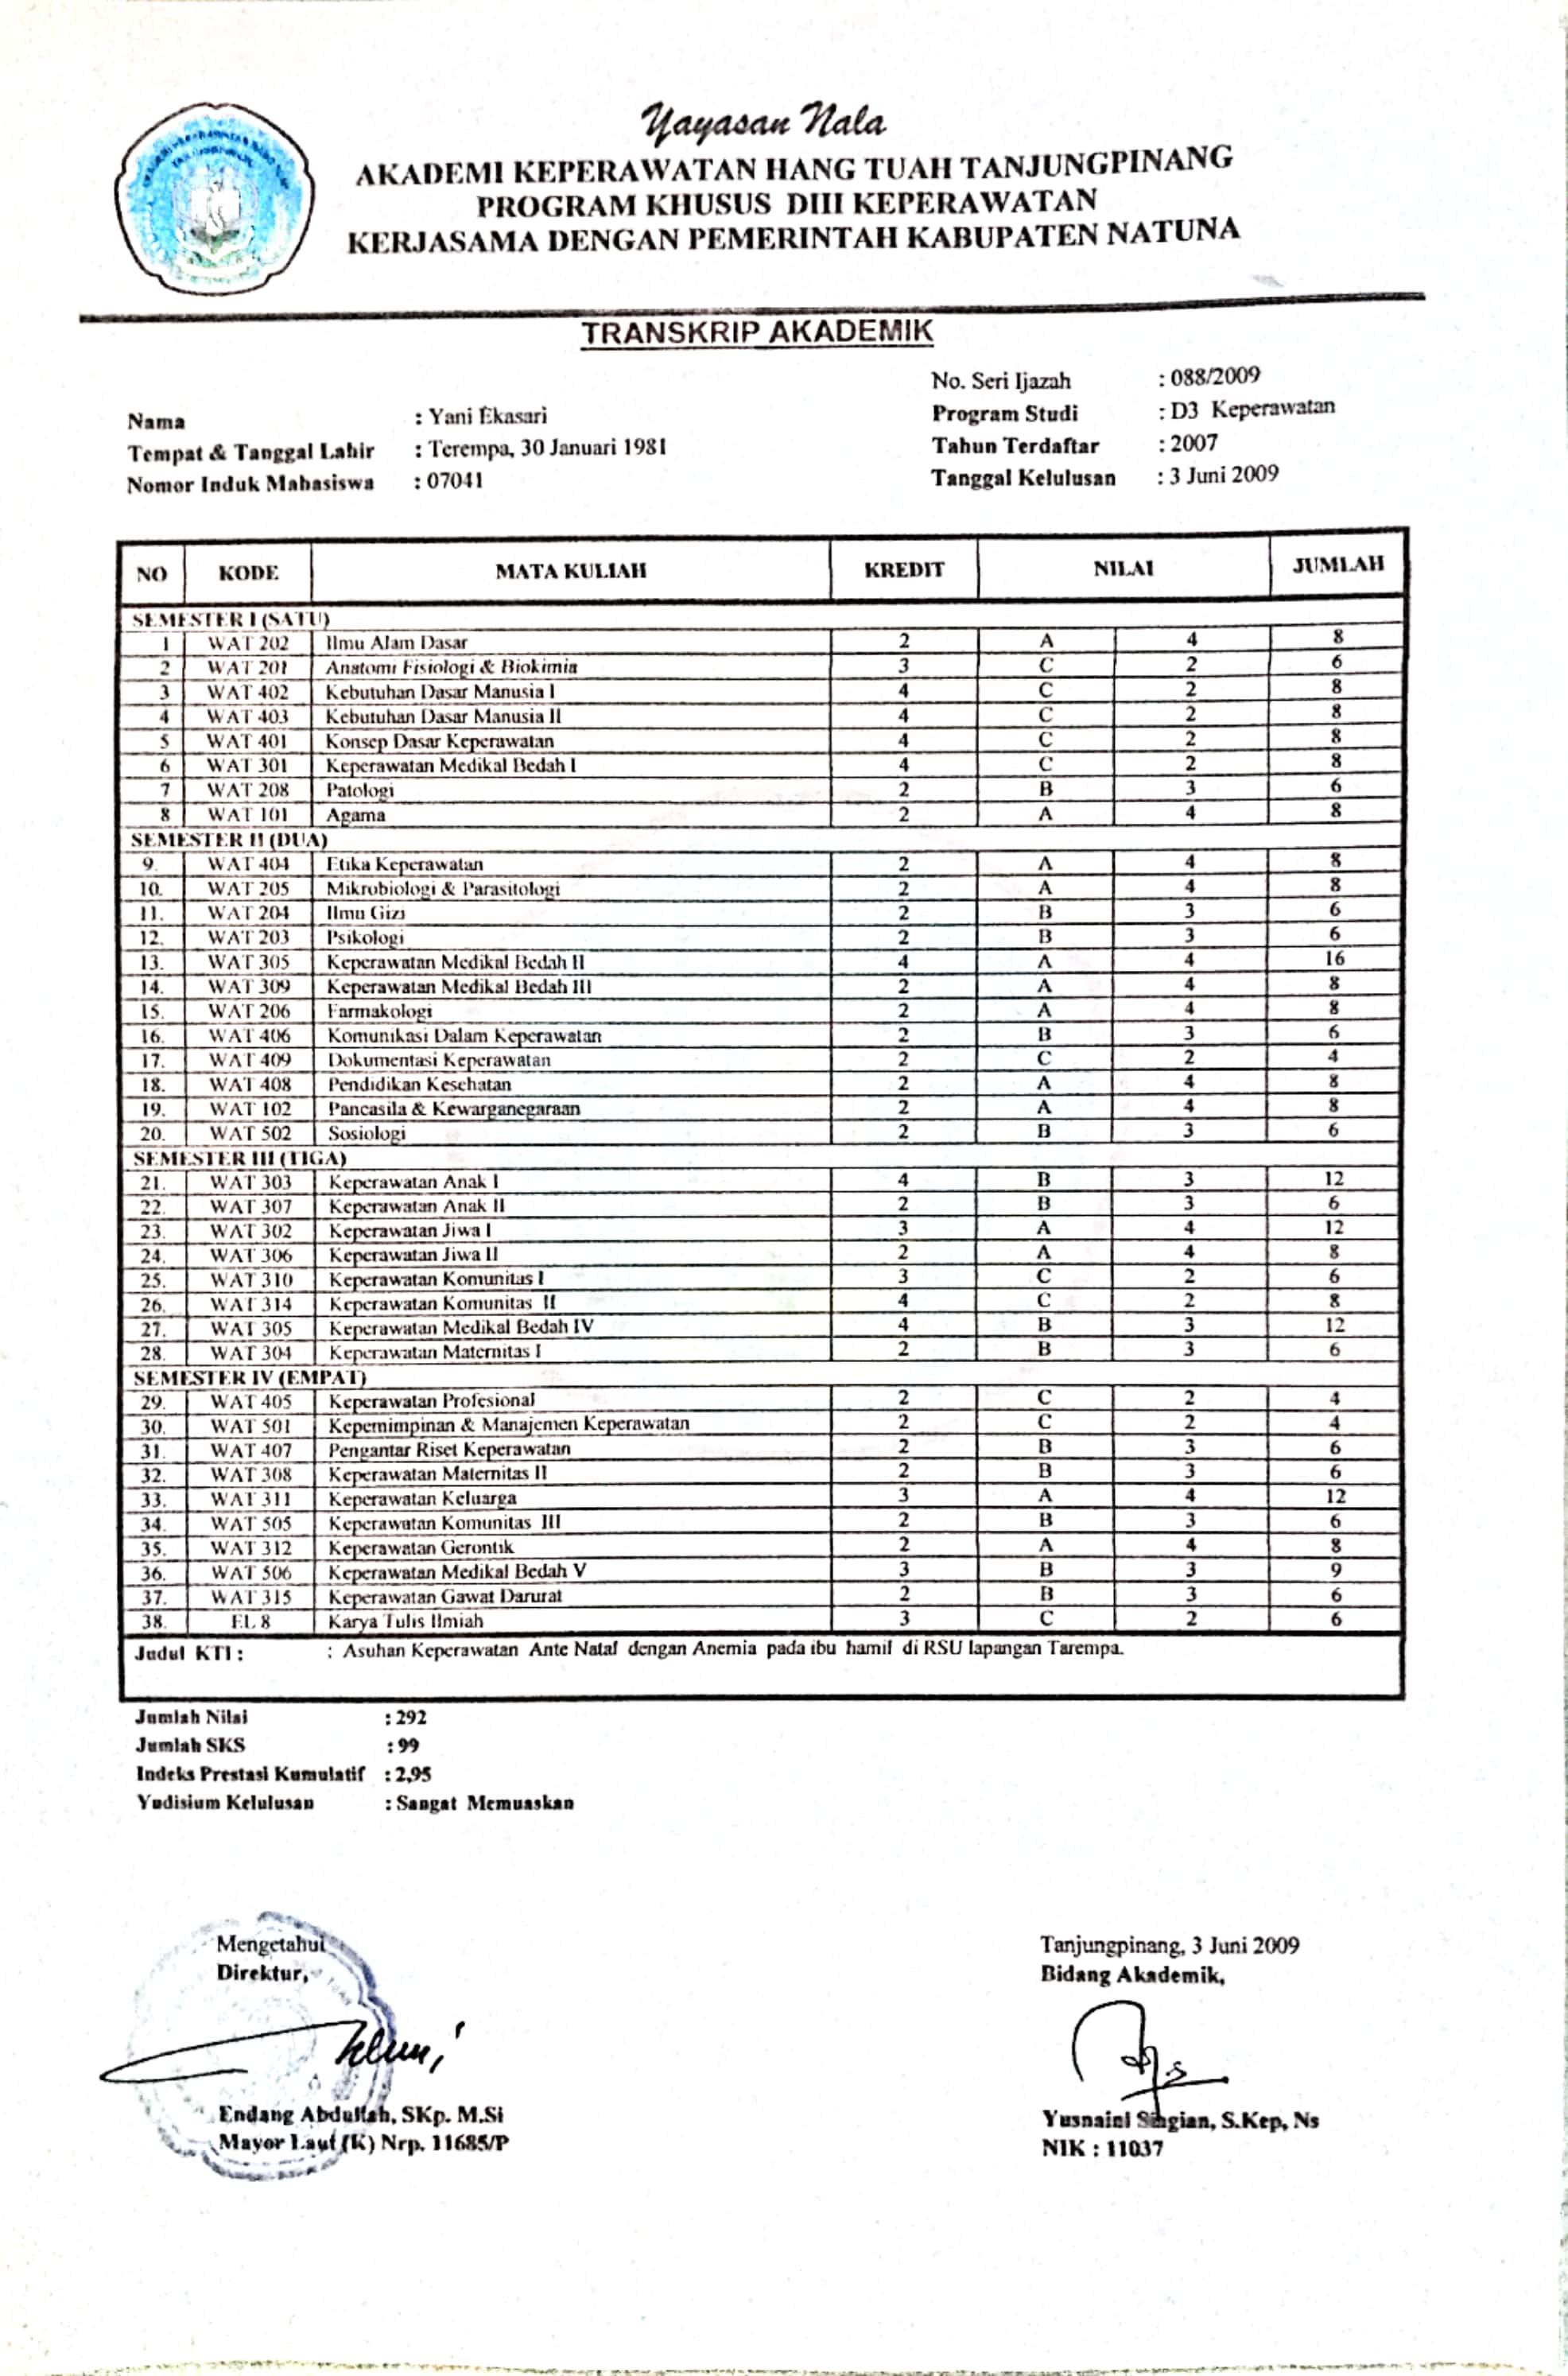 Yayasan Nala
AKADEMI KEPERAWATAN HANG TUAH TANJUNGPINANG
PROGRAM KHUSUS DIII KEPERAWATAN
KERJASAMA DENGAN PEMERINTAH KABUPATEN NATUNA
TRANSKRIP AKADEMIK
No. Seri Ijazah : 088/2009
Nama : Yani Ekasari Program Studi : D3 Keperawatan
Tempat & Tanggal Lahir : Terempa, 30 Januari 1981 Tahun Terdaftar : 2007
Nomor Induk Mahasiswa : 07041 Tanggal Kelulusan : 3 Juni 2009
NO KODE MATA KULIAH KREDIT NILAI JUMLAH
SEMESTER I (SATU)
1 WAT 202 Ilmu Alam Dasar 2 A 4 8
2 WAT 201 Anatomi Fisiologi & Biokimia 3 C 2 6
3 WAT 402 Kebutuhan Dasar Manusia I 4 C 2 8
4 WAT 403 Kebutuhan Dasar Manusia II 4 C 2 8
5 WAT 401 Konsep Dasar Keperawatan 4 C 2 8
6 WAT 301 Keperawatan Medikal Bedah I 4 C 2 8
7 WAT 208 Patologi 2 B 3 6
8 WAT 101 Agama 2 A 4 8
SEMESTER II (DUA)
9. WAT 404 Etika Keperawatan 2 A 4 8
10. WAT 205 Mikrobiologi & Parasitologi 2 A 4 8
11. WAT 204 Ilmu Gizi 2 B 3 6
12. WAT 203 Psikologi 2 B 3 6
13. WAT 305 Keperawatan Medikal Bedah II 4 A 4 16
14. WAT 309 Keperawatan Medikal Bedah III 2 A 4 8
15. WAT 206 Farmakologi 2 A 4 8
16. WAT 406 Komunikasi Dalam Keperawatan 2 B 3 6
17. WAT 409 Dokumentasi Keperawatan 2 C 2 4
18. WAT 408 Pendidikan Kesehatan 2 A 4 8
19. WAT 102 Pancasila & Kewarganegaraan 2 A 4 8
20. WAT 502 Sosiologi 2 B 3 6
SEMESTER III (TIGA)
21. WAT 303 Keperawatan Anak I 4 B 3 12
22. WAT 307 Keperawatan Anak II 2 B 3 6
23. WAT 302 Keperawatan Jiwa I 3 A 4 12
24. WAT 306 Keperawatan Jiwa II 2 A 4 8
25. WAT 310 Keperawatan Komunitas I 3 C 2 6
26. WAT 314 Keperawatan Komunitas II 4 C 2 8
27. WAT 305 Keperawatan Medikal Bedah IV 4 B 3 12
28. WAT 304 Keperawatan Maternitas I 2 B 3 6
SEMESTER IV (EMPAT)
29. WAT 405 Keperawatan Profesional 2 C 2 4
30. WAT 501 Kepemimpinan & Manajemen Keperawatan 2 C 2 4
31. WAT 407 Pengantar Riset Keperawatan 2 B 3 6
32. WAT 308 Keperawatan Maternitas II 2 B 3 6
33. WAT 311 Keperawatan Keluarga 3 A 4 12
34. WAT 505 Keperawatan Komunitas III 2 B 3 6
35. WAT 312 Keperawatan Gerontik 2 A 4 8
36. WAT 506 Keperawatan Medikal Bedah V 3 B 3 9
37. WAT 315 Keperawatan Gawat Darurat 2 B 3 6
38. EL 8 Karya Tulis Ilmiah 3 C 2 6
Judul KTI : : Asuhan Keperawatan Ante Natal dengan Anemia pada ibu hamil di RSU lapangan Tarempa.
Jumlah Nilai : 292
Jumlah SKS : 99
Indeks Prestasi Kumulatif : 2,95
Yudisium Kelulusan : Sangat Memuaskan
Mengetahui Tanjungpinang, 3 Juni 2009
Direktur, Bidang Akademik,
Endang Abdullah, SKp. M.Si Yusnaini Siagian, S.Kep, Ns
Mayor Laut (K) Nrp. 11685/P NIK : 11037